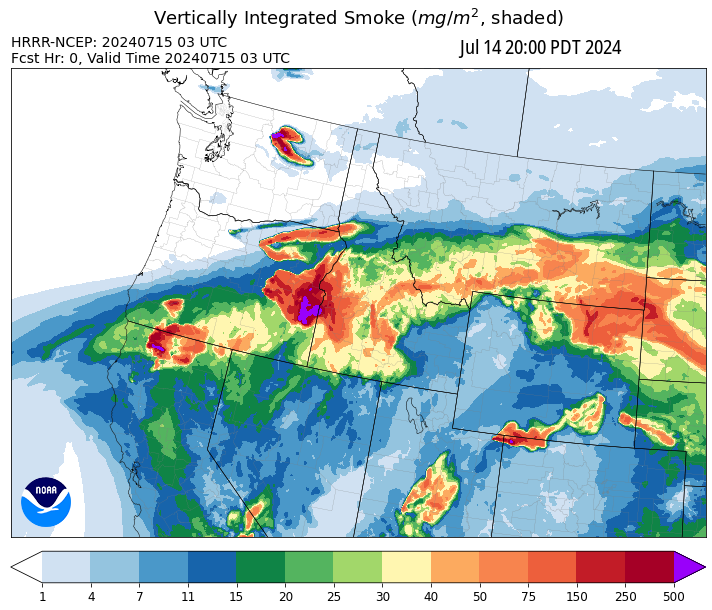 Vertically Integrated Smoke (mg/m², shaded)
HRRR-NCEP: 20240715 03 UTC
Fcst Hr: 0, Valid Time 20240715 03 UTC
Jul 14 20:00 PDT 2024
NOAA
1 4 7 11 15 20 25 30 40 50 75 150 250 500